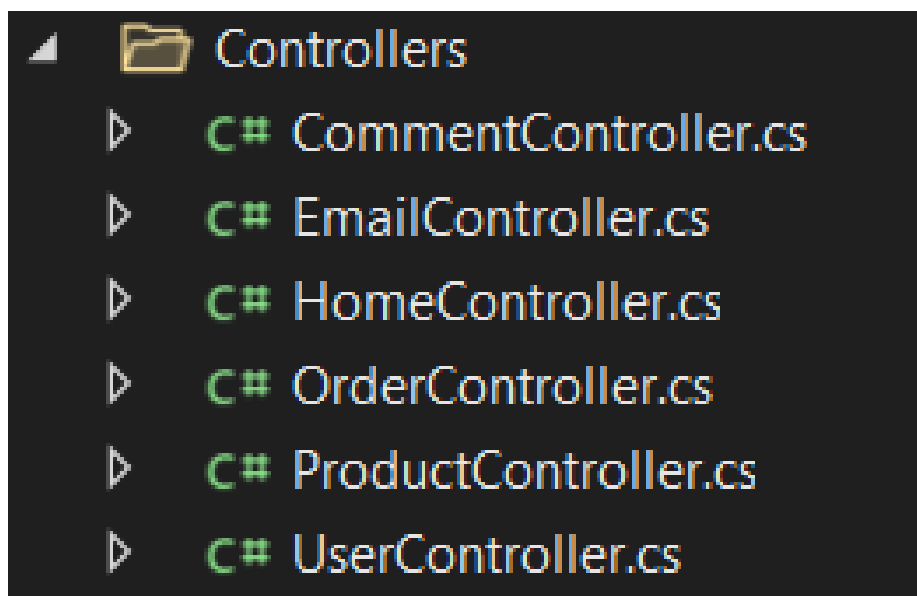 Controllers
C# CommentController.cs
C# EmailController.cs
C# HomeController.cs
C# OrderController.cs
C# ProductController.cs
C# UserController.cs